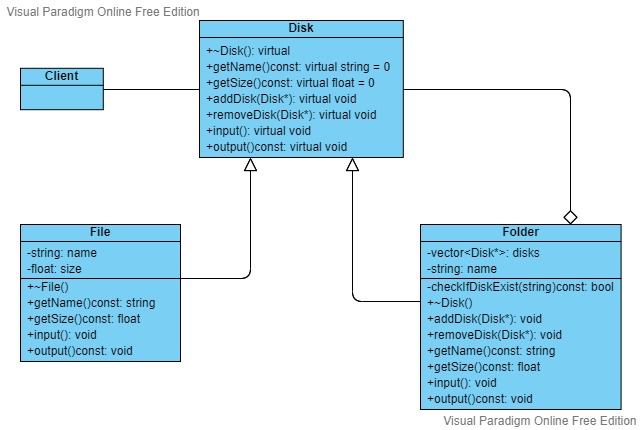 Visual Paradigm Online Free Edition
Disk
+~Disk(): virtual
+getName()const: virtual string = 0
+getSize()const: virtual float = 0
+addDisk(Disk*): virtual void
+removeDisk(Disk*): virtual void
+input(): virtual void
+output()const: virtual void
Client
File
-string: name
-float: size
+~File()
+getName()const: string
+getSize()const: float
+input(): void
+output()const: void
Folder
-vector<Disk*>: disks
-string: name
-checkIfDiskExist(string)const: bool
+~Disk()
+addDisk(Disk*): void
+removeDisk(Disk*): void
+getName()const: string
+getSize()const: float
+input(): void
+output()const: void
Visual Paradigm Online Free Edition